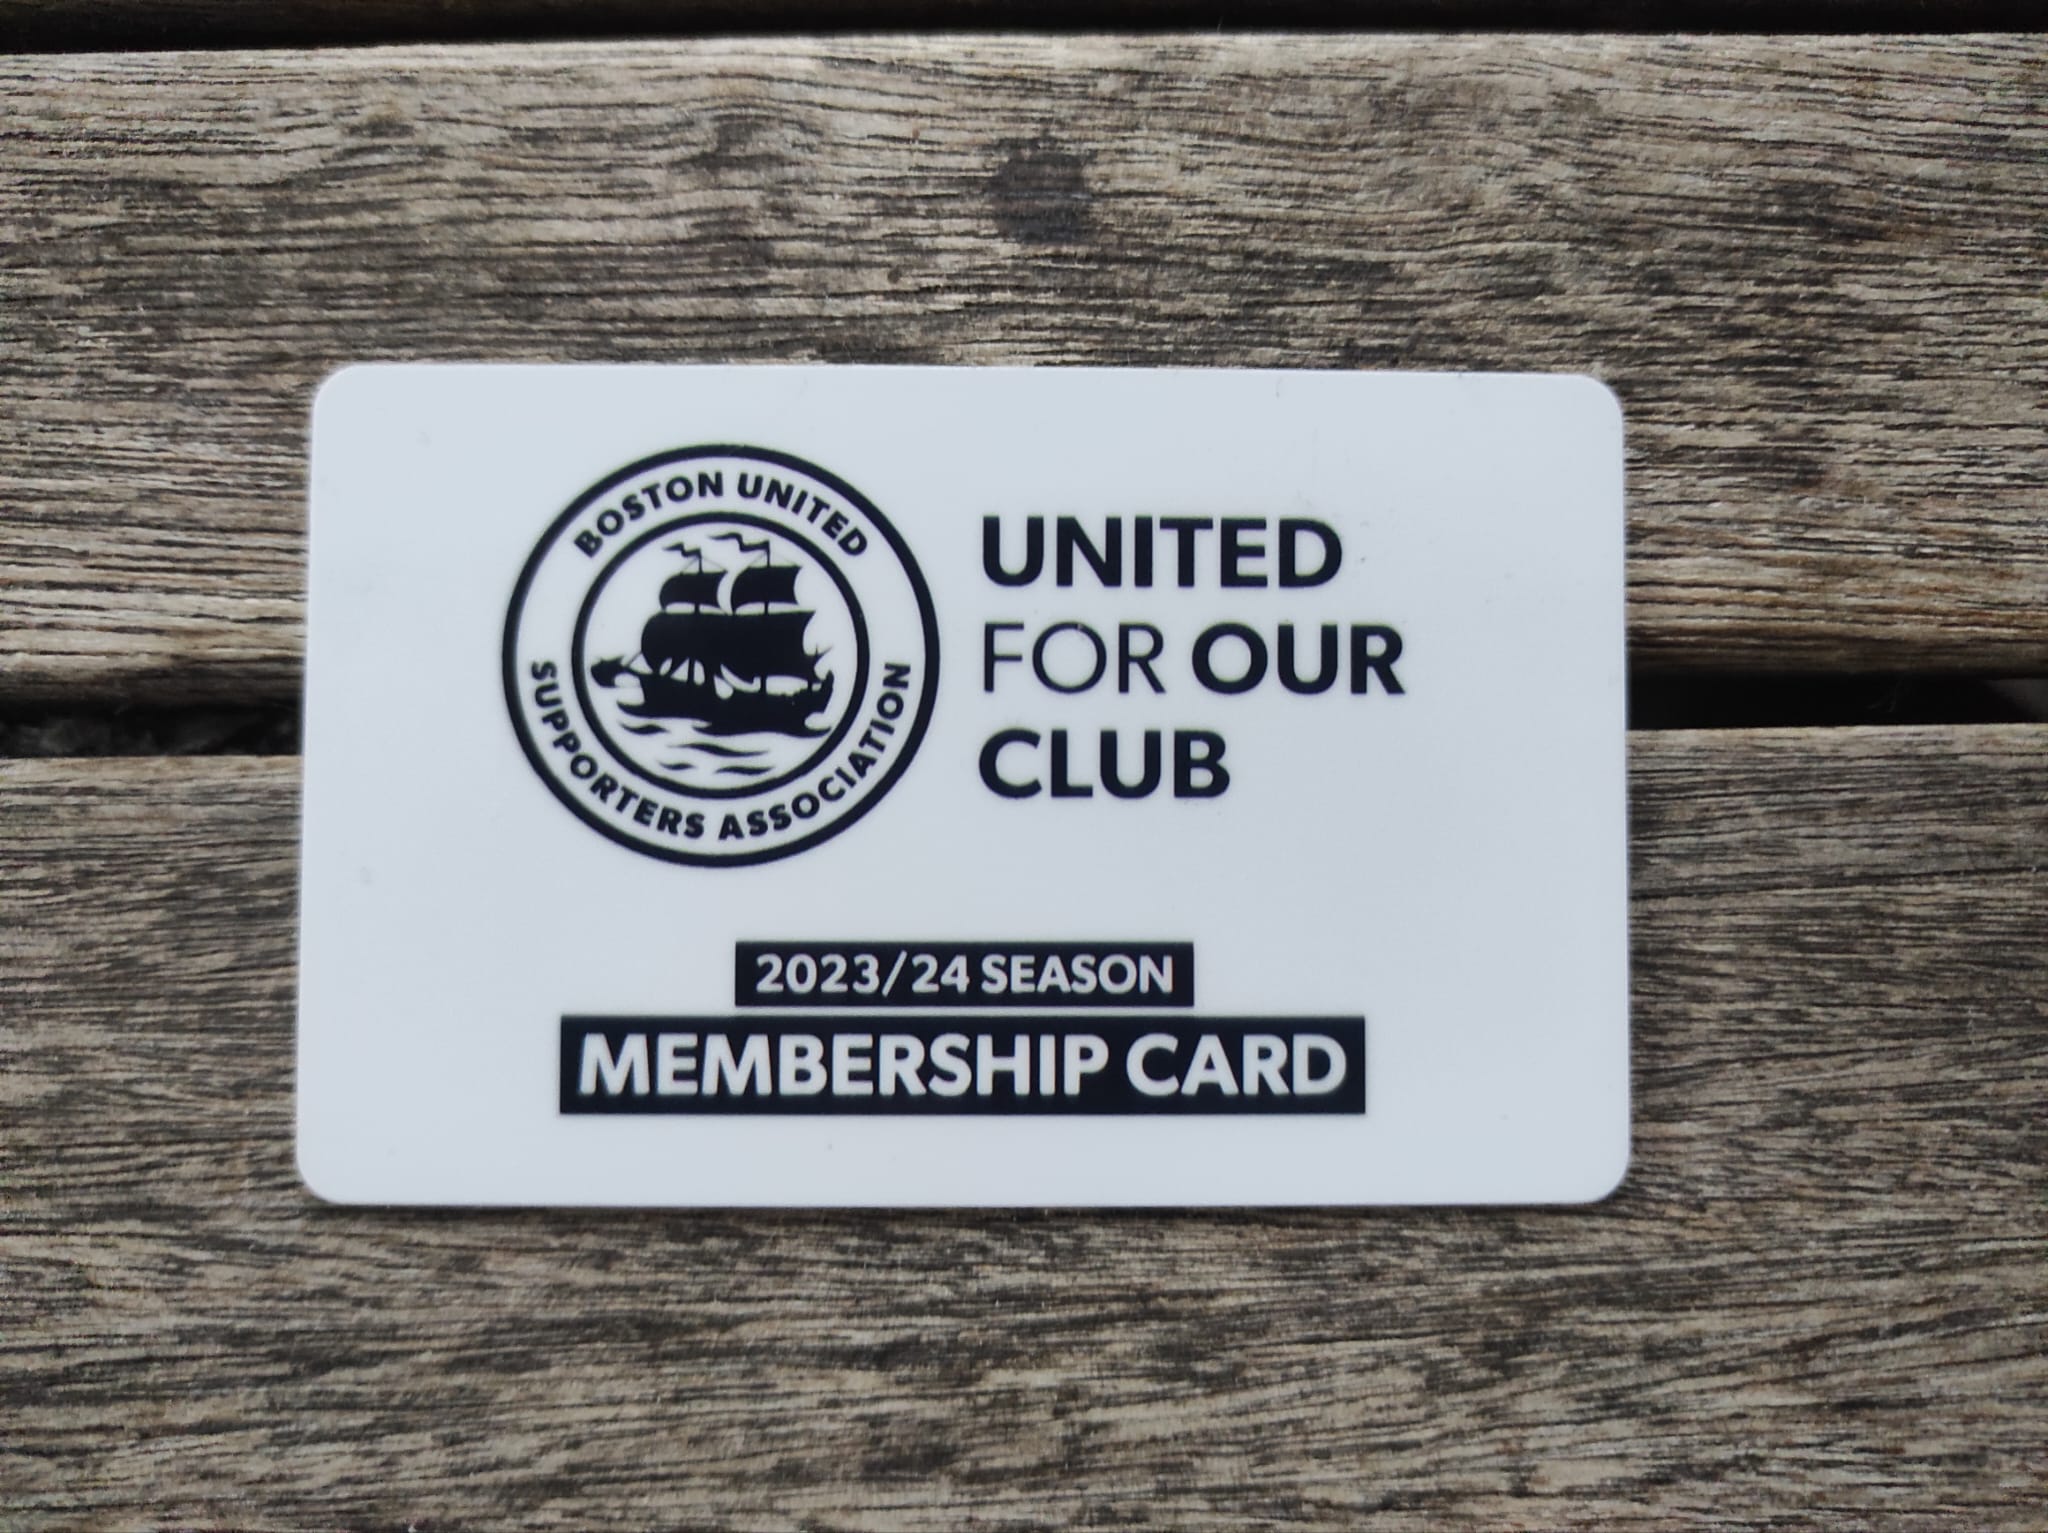 BOSTON UNITED
SUPPORTERS ASSOCIATION
UNITED
FOR OUR
CLUB
2023/24 SEASON
MEMBERSHIP CARD